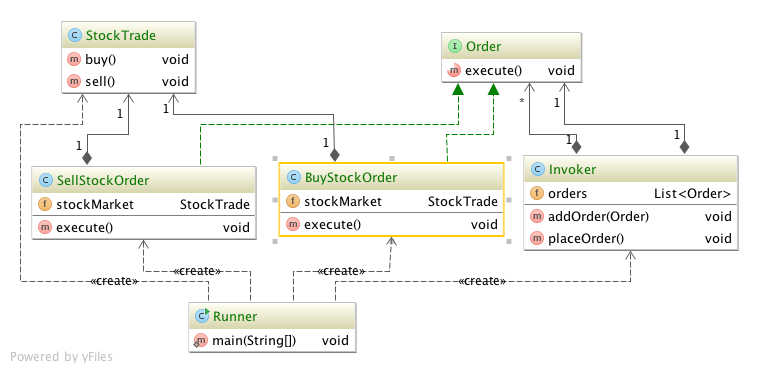 C StockTrade
m buy() void
m sell() void
I Order
m execute() void
1
1
* 1
1
1
1
1
C SellStockOrder
f stockMarket StockTrade
m execute() void
C BuyStockOrder
f stockMarket StockTrade
m execute() void
C Invoker
f orders List<Order>
m addOrder(Order) void
m placeOrder() void
«create»
«create»
«create»
«create»
C Runner
m main(String[]) void
Powered by yFiles